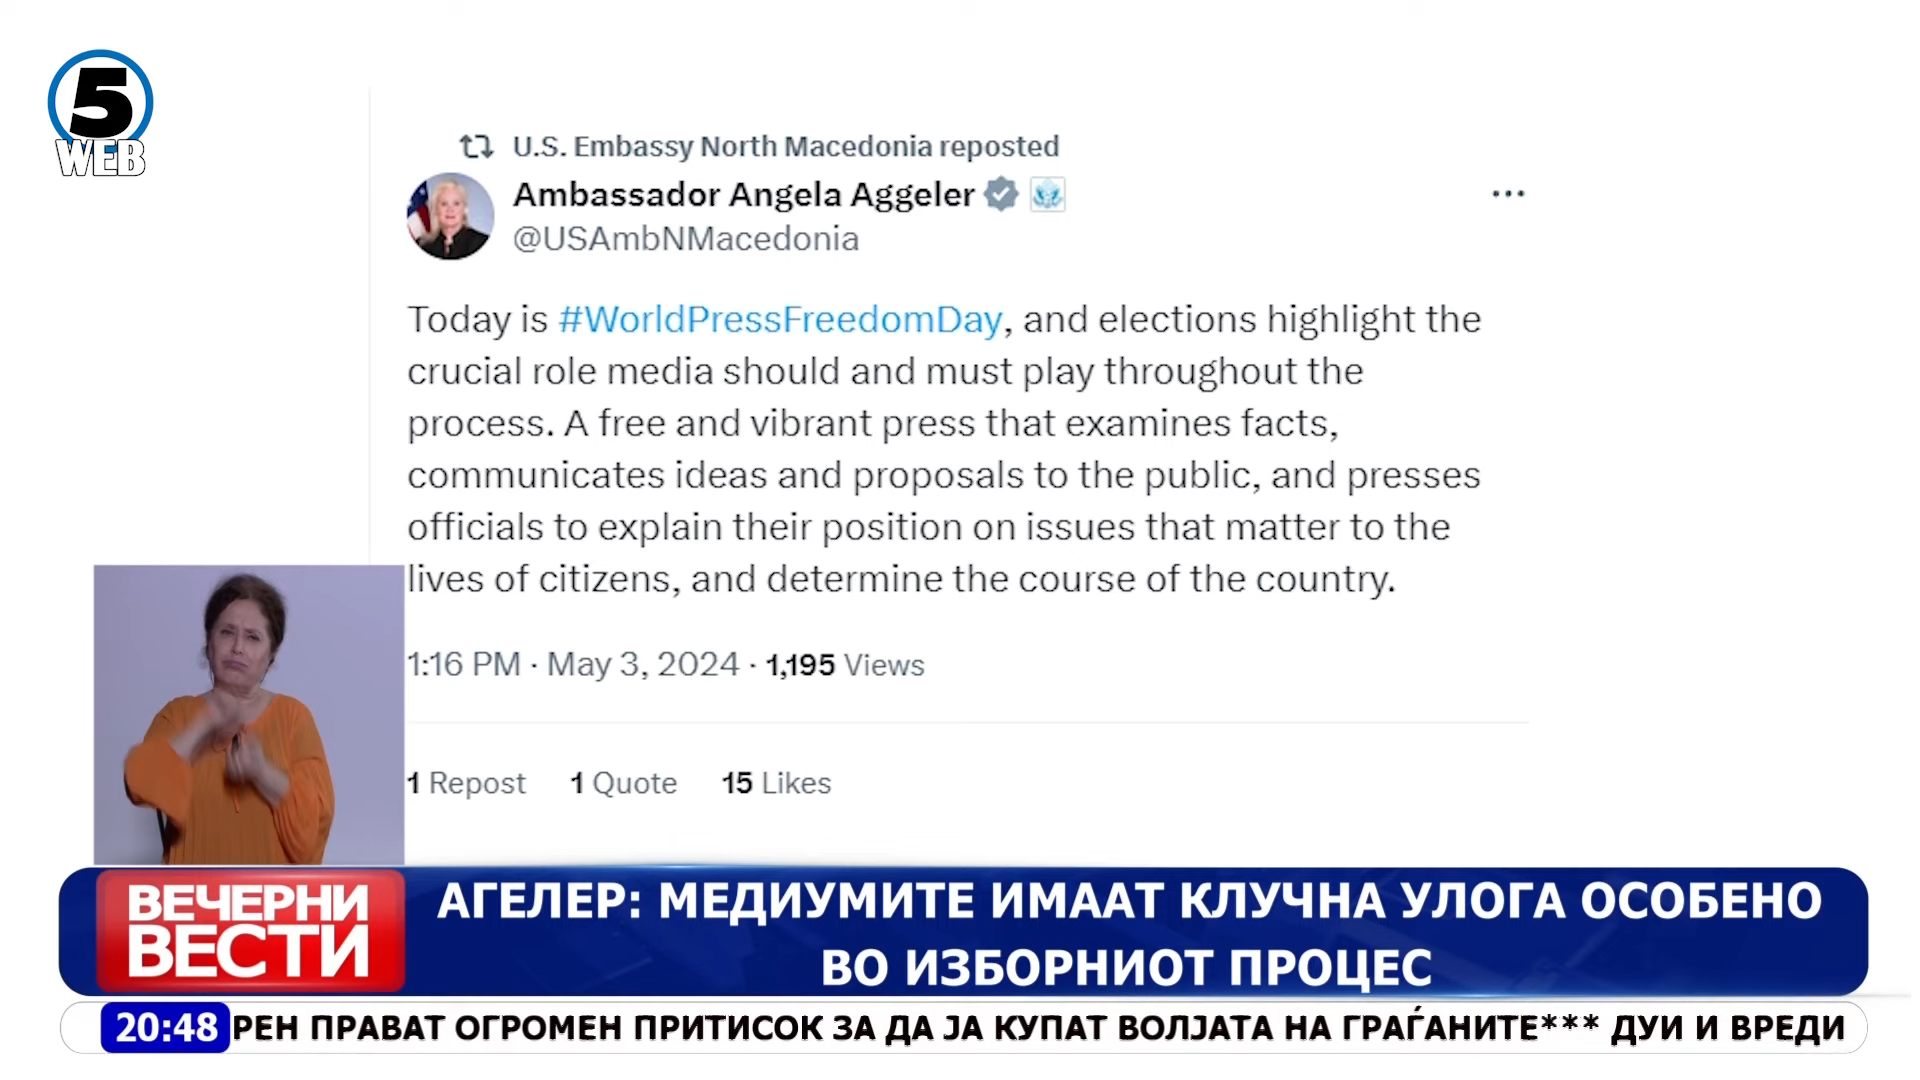 5
WEB
U.S. Embassy North Macedonia reposted
Ambassador Angela Aggeler
@USAmbNMacedonia
Today is #WorldPressFreedomDay, and elections highlight the
crucial role media should and must play throughout the
process. A free and vibrant press that examines facts,
communicates ideas and proposals to the public, and presses
officials to explain their position on issues that matter to the
lives of citizens, and determine the course of the country.
1:16 PM · May 3, 2024 · 1,195 Views
1 Repost 1 Quote 15 Likes
ВЕЧЕРНИ
ВЕСТИ
АГЕЛЕР: МЕДИУМИТЕ ИМААТ КЛУЧНА УЛОГА ОСОБЕНО
ВО ИЗБОРНИОТ ПРОЦЕС
20:48 РЕН ПРАВАТ ОГРОМЕН ПРИТИСОК ЗА ДА ЈА КУПАТ ВОЛЈАТА НА ГРАЃАНИТЕ*** ДУИ И ВРЕДИ